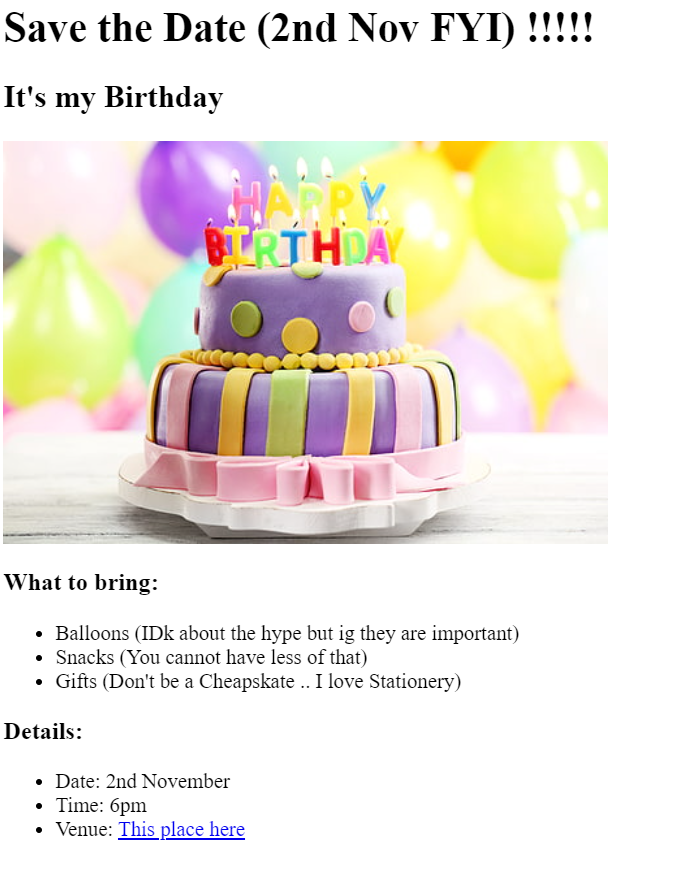 Save the Date (2nd Nov FYI) !!!!!
It's my Birthday
HAPPY
BIRTHDAY
What to bring:
Balloons (IDk about the hype but ig they are important)
Snacks (You cannot have less of that)
Gifts (Don't be a Cheapskate .. I love Stationery)
Details:
Date: 2nd November
Time: 6pm
Venue: This place here